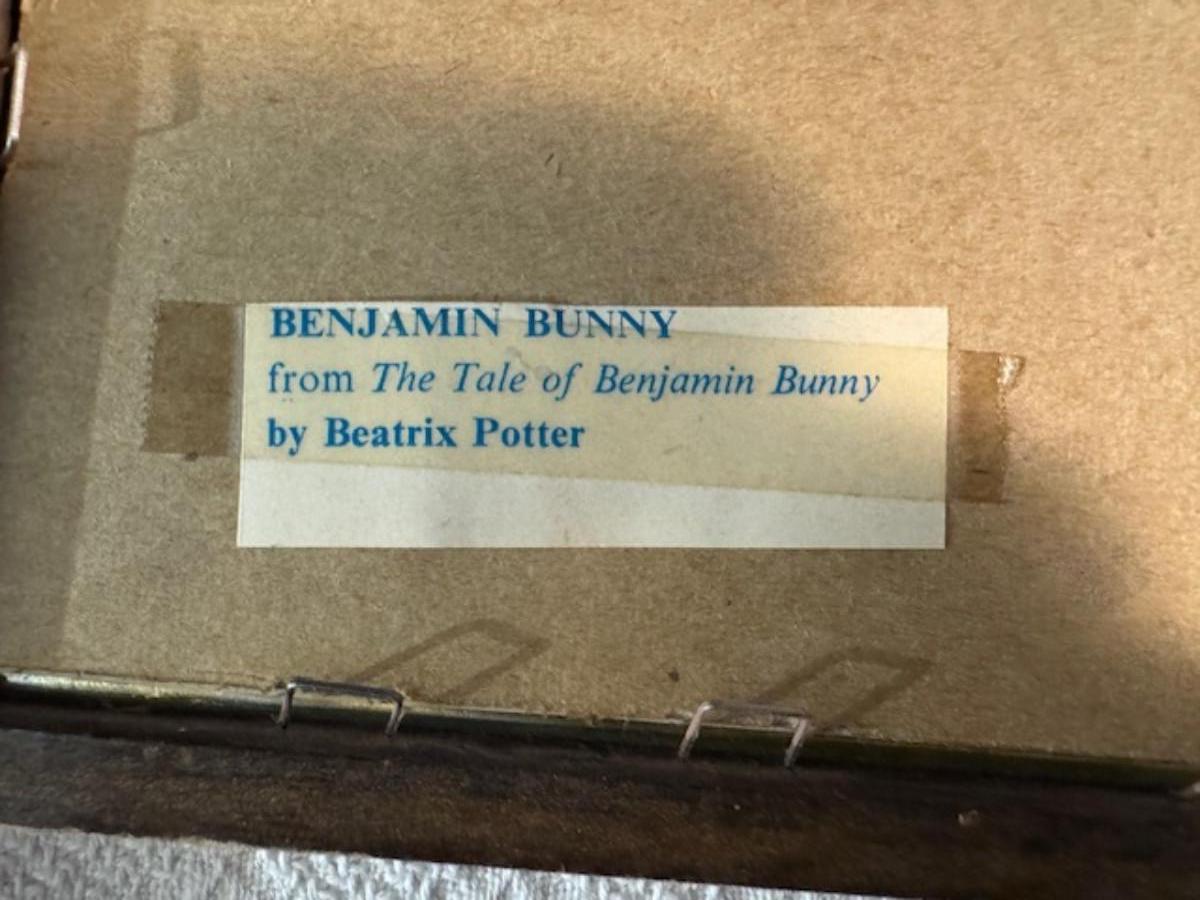 BENJAMIN BUNNY
from The Tale of Benjamin Bunny
by Beatrix Potter